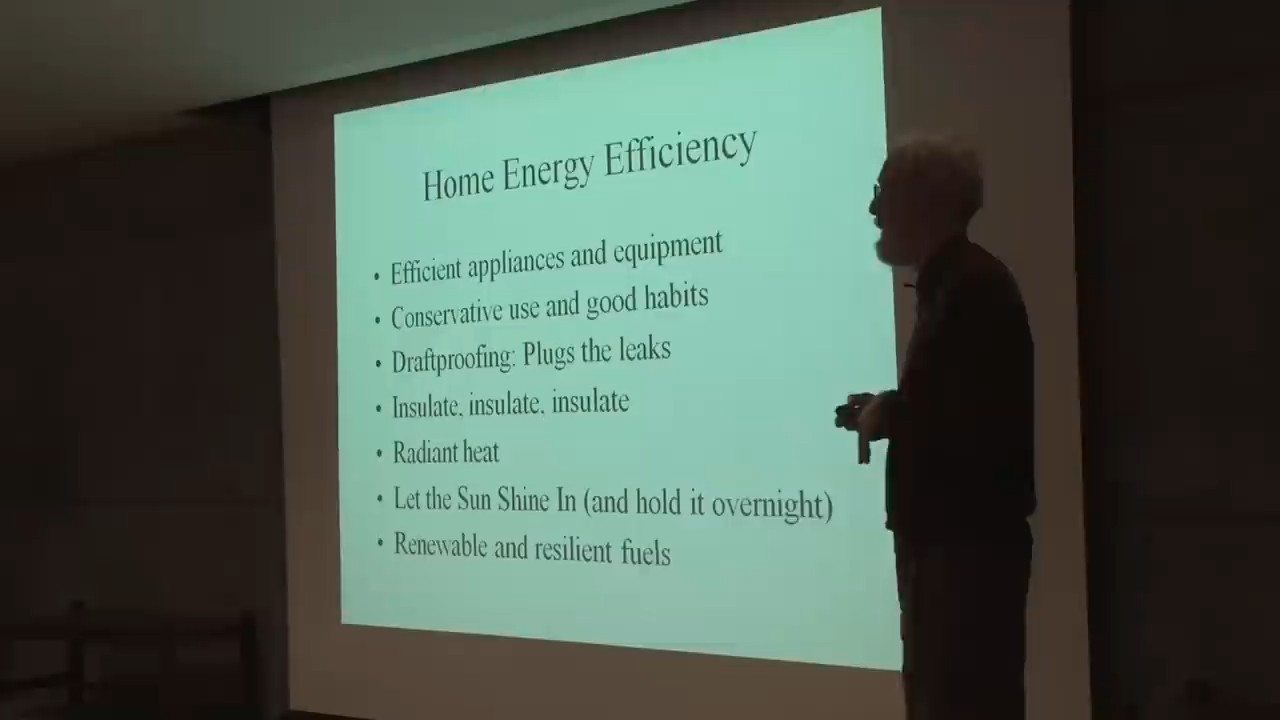 Home Energy Efficiency
• Efficient appliances and equipment
• Conservative use and good habits
• Draftproofing: Plugs the leaks
• Insulate, insulate, insulate
• Radiant heat
• Let the Sun Shine In (and hold it overnight)
• Renewable and resilient fuels